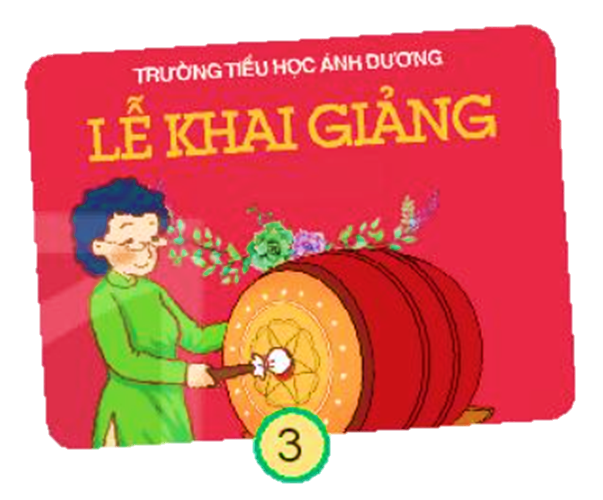 TRƯỜNG TIỂU HỌC ÁNH DƯƠNG
LỄ KHAI GIẢNG
3